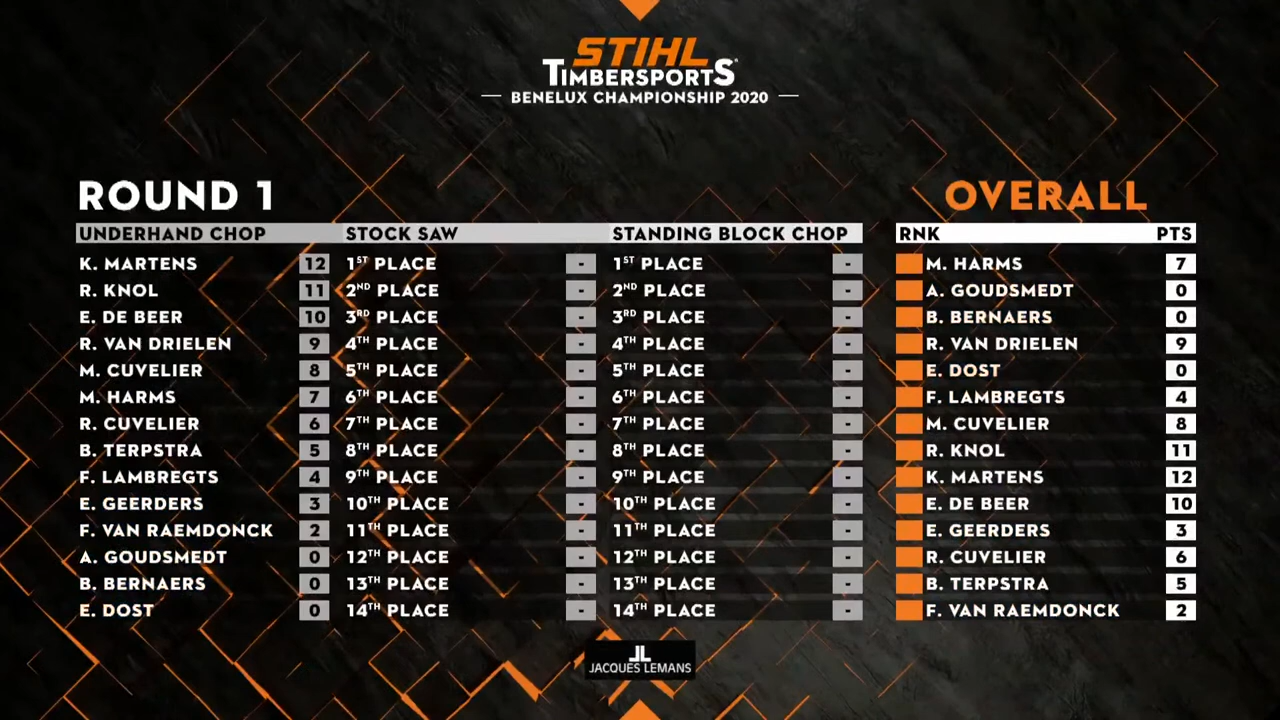 STIHL
TIMBERSPORTS®
BENELUX CHAMPIONSHIP 2020
ROUND 1
OVERALL
UNDERHAND CHOP STOCK SAW STANDING BLOCK CHOP RNK PTS
K. MARTENS 12 1ST PLACE - 1ST PLACE - M. HARMS 7
R. KNOL 11 2ND PLACE - 2ND PLACE - A. GOUDSMEDT 0
E. DE BEER 10 3RD PLACE - 3RD PLACE - B. BERNAERS 0
R. VAN DRIELEN 9 4TH PLACE - 4TH PLACE - R. VAN DRIELEN 9
M. CUVELIER 8 5TH PLACE - 5TH PLACE - E. DOST 0
M. HARMS 7 6TH PLACE - 6TH PLACE - F. LAMBREGTS 4
R. CUVELIER 6 7TH PLACE - 7TH PLACE - M. CUVELIER 8
B. TERPSTRA 5 8TH PLACE - 8TH PLACE - R. KNOL 11
F. LAMBREGTS 4 9TH PLACE - 9TH PLACE - K. MARTENS 12
E. GEERDERS 3 10TH PLACE - 10TH PLACE - E. DE BEER 10
F. VAN RAEMDONCK 2 11TH PLACE - 11TH PLACE - E. GEERDERS 3
A. GOUDSMEDT 0 12TH PLACE - 12TH PLACE - R. CUVELIER 6
B. BERNAERS 0 13TH PLACE - 13TH PLACE - B. TERPSTRA 5
E. DOST 0 14TH PLACE - 14TH PLACE - F. VAN RAEMDONCK 2
JL
JACQUES LEMANS